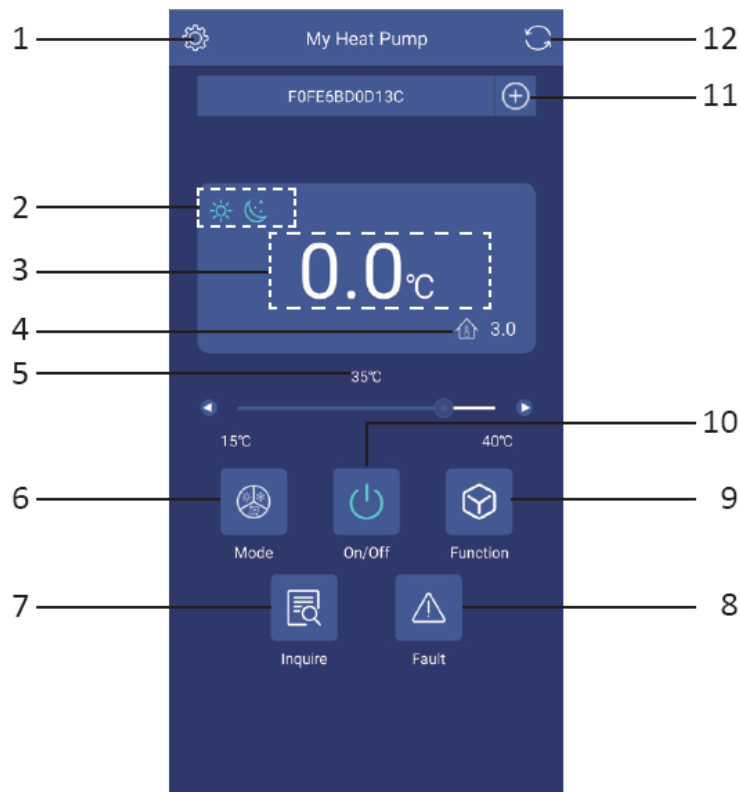 1 My Heat Pump 12
F0FE6BD0D13C 11
2
3 0.0℃
4 3.0
5 35℃
10
15℃ 40℃
6 9
Mode On/Off Function
7 8
Inquire Fault